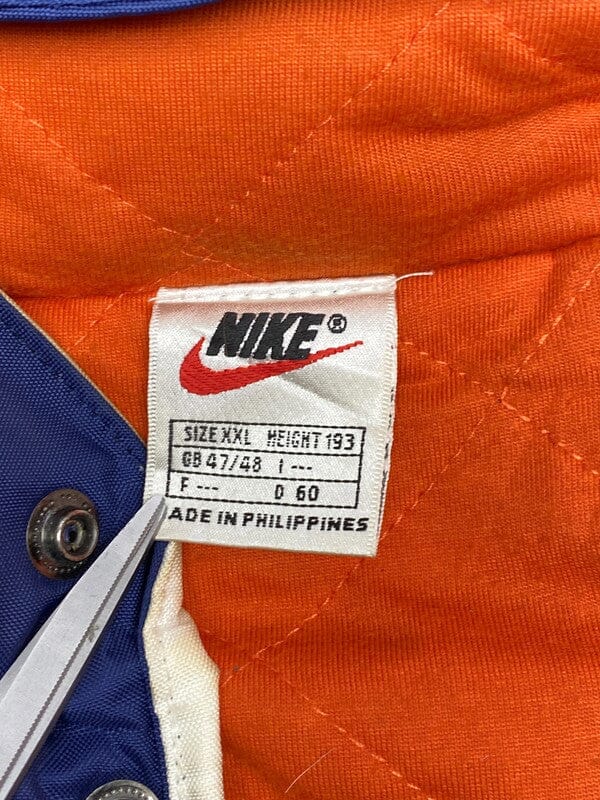 NIKE®
SIZE XXL HEIGHT 193
GB 47/48 I ---
F --- D 60
ADE IN PHILIPPINES